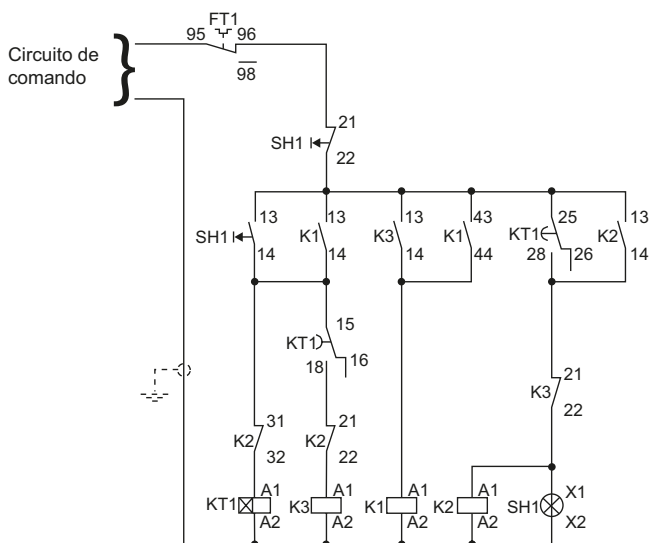 FT1
95 96
98
Circuito de
comando
21
SH1
22
13 13 13 43 25 13
SH1 K1 K3 K1 KT1 K2
14 14 14 44 28 26 14
15
KT1
18 16
21
K3
22
31 21
K2 K2
32 22
A1 A1 A1 A1 X1
KT1 K3 K1 K2 SH1
A2 A2 A2 A2 X2